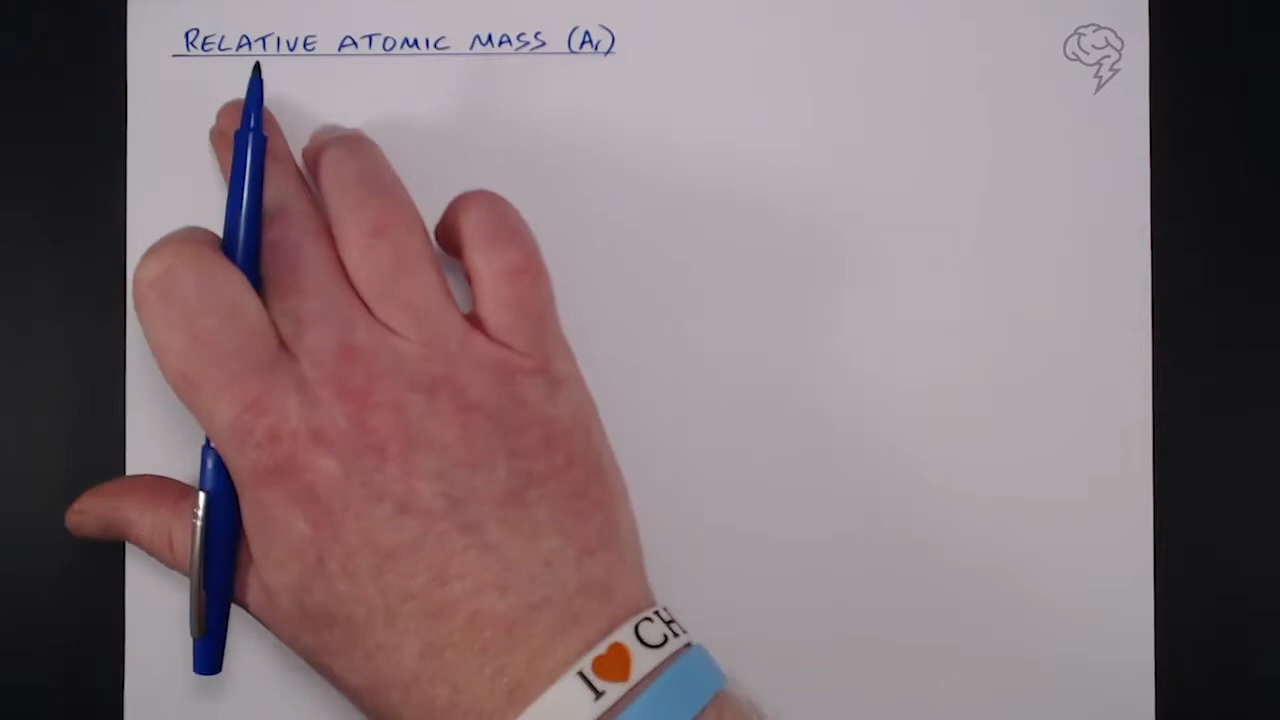 RELATIVE ATOMIC MASS (Ar)
I ❤ CH